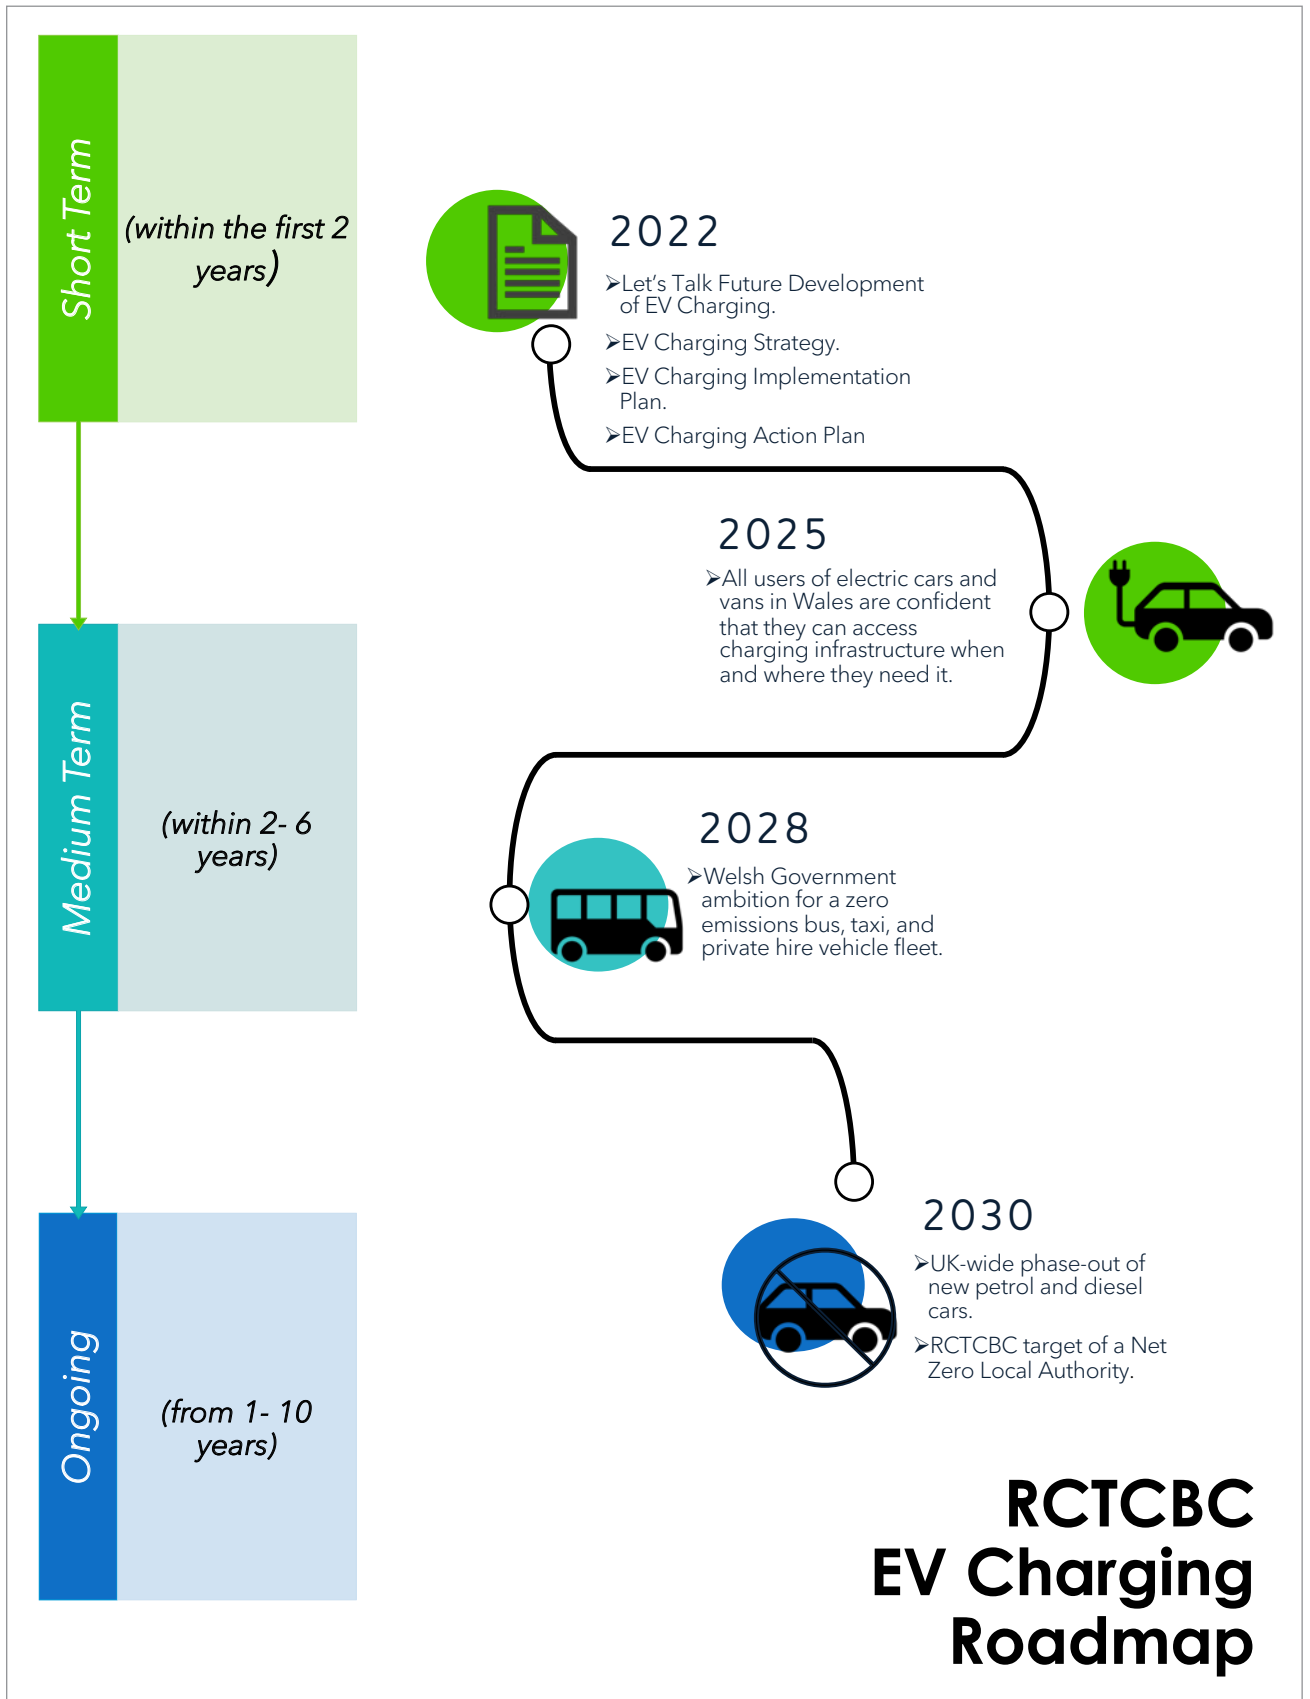 Short Term
(within the first 2
years)
Medium Term
(within 2- 6
years)
Ongoing
(from 1- 10
years)
2022
➢Let’s Talk Future Development
of EV Charging.
➢EV Charging Strategy.
➢EV Charging Implementation
Plan.
➢EV Charging Action Plan
2025
➢All users of electric cars and
vans in Wales are confident
that they can access
charging infrastructure when
and where they need it.
2028
➢Welsh Government
ambition for a zero
emissions bus, taxi, and
private hire vehicle fleet.
2030
➢UK-wide phase-out of
new petrol and diesel
cars.
➢RCTCBC target of a Net
Zero Local Authority.
RCTCBC
EV Charging
Roadmap